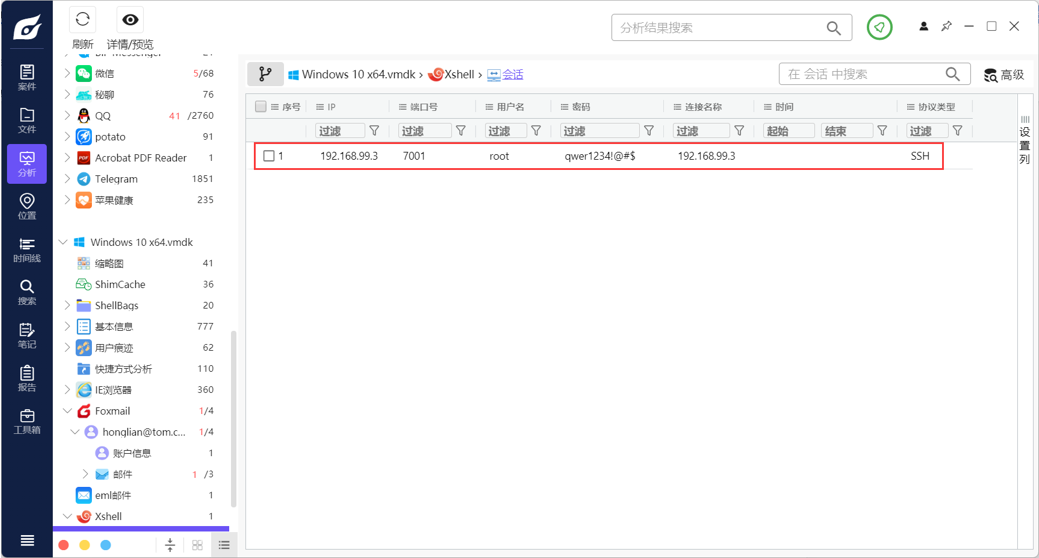 刷新
详情/预览
分析结果搜索
案件
文件
分析
位置
时间线
搜索
笔记
报告
工具箱
微信 5/68
秘聊 76
QQ 41 /2760
potato 91
Acrobat PDF Reader 1
Telegram 1851
苹果健康 235
Windows 10 x64.vmdk
缩略图 41
ShimCache 36
ShellBags 20
基本信息 777
用户痕迹 62
快捷方式分析 110
IE浏览器 360
Foxmail 1/4
honglian@tom.c... 1/4
账户信息 1
邮件 1 /3
eml邮件 1
Xshell 1
Windows 10 x64.vmdk › Xshell › 会话
在 会话 中搜索
高级
序号 IP 端口号 用户名 密码 连接名称 时间 协议类型
过滤 过滤 过滤 过滤 过滤 起始 结束 过滤
1 192.168.99.3 7001 root qwer1234!@#$ 192.168.99.3 SSH
设置列